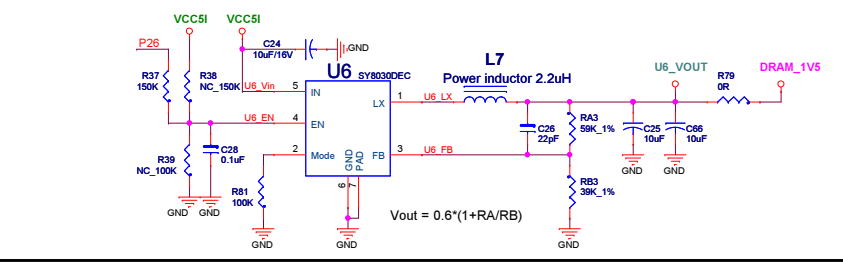 VCC5I
VCC5I
P26
C24
10uF/16V
GND
R37
150K
R38
NC_150K
U6
SY8030DEC
L7
Power inductor 2.2uH
U6_VOUT
R79
0R
DRAM_1V5
U6_Vin
5
IN
LX
1
U6_LX
U6_EN
4
EN
C26
22pF
RA3
59K_1%
C25
10uF
C66
10uF
R39
NC_100K
C28
0.1uF
2
Mode
GND
PAD
FB
3
U6_FB
GND
GND
R81
100K
6
7
RB3
39K_1%
GND
GND
Vout = 0.6*(1+RA/RB)
GND
GND
GND